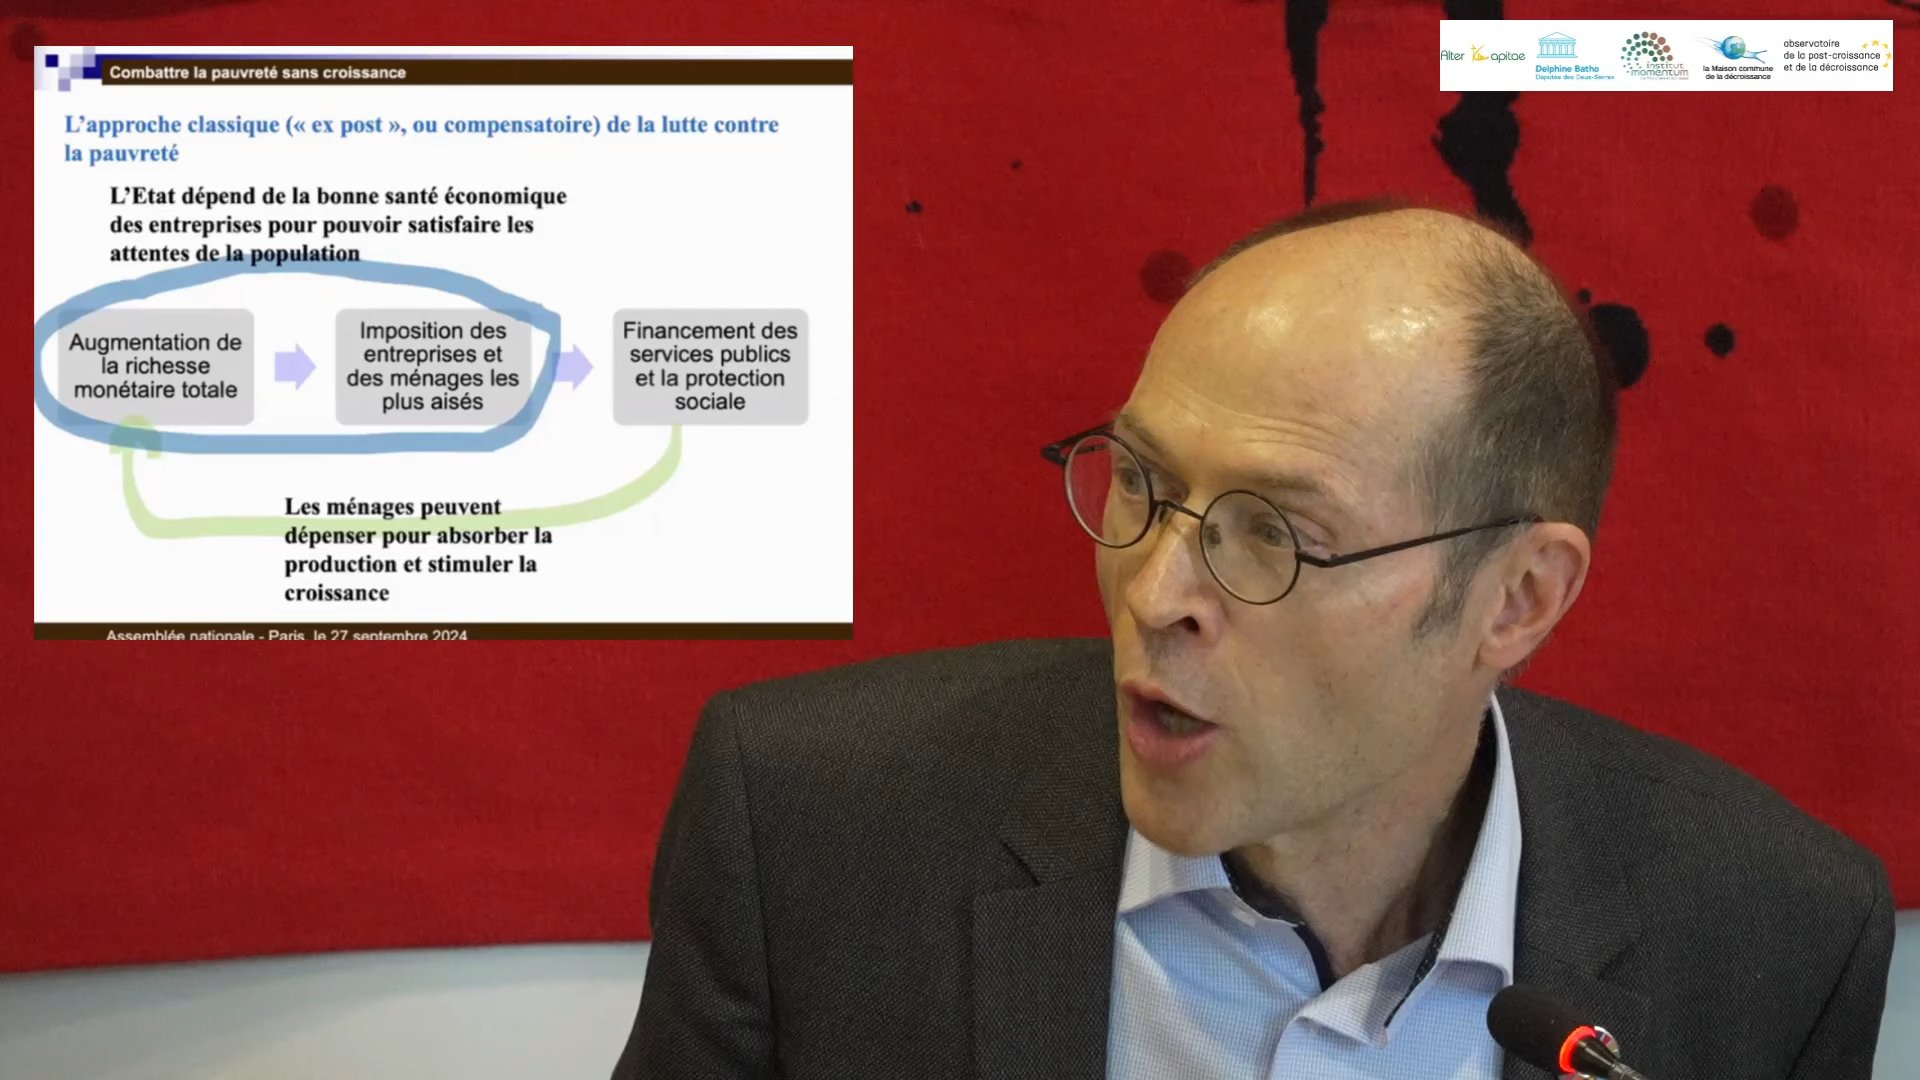 Combattre la pauvreté sans croissance
L'approche classique (« ex post », ou compensatoire) de la lutte contre
la pauvreté
L'Etat dépend de la bonne santé économique
des entreprises pour pouvoir satisfaire les
attentes de la population
Augmentation de
la richesse
monétaire totale
Imposition des
entreprises et
des ménages les
plus aisés
Financement des
services publics
et la protection
sociale
Les ménages peuvent
dépenser pour absorber la
production et stimuler la
croissance
Assemblée nationale - Paris, le 27 septembre 2024
Alter Kapitae
Delphine Batho
Députée des Deux-Sèvres
institut
momentum
la Maison commune
de la décroissance
observatoire
de la post-croissance
et de la décroissance